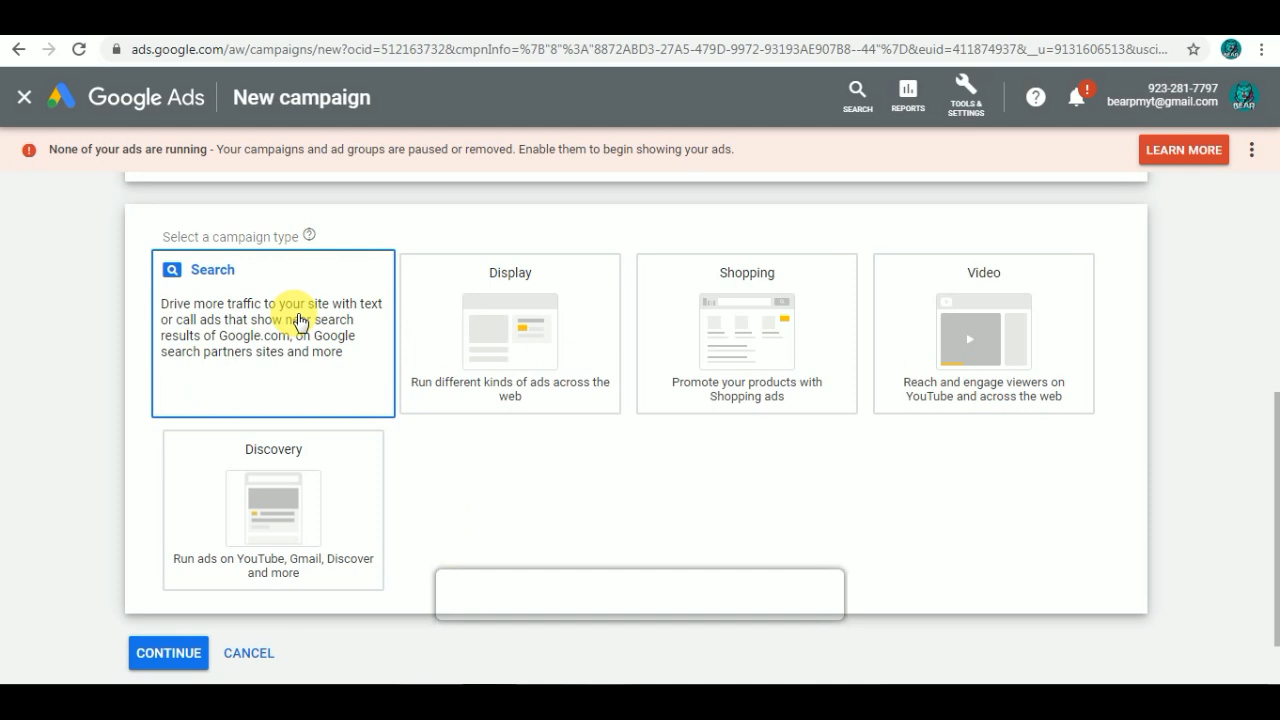 ads.google.com/aw/campaigns/new?ocid=512163732&cmpnInfo=%7B"8"%3A"8872ABD3-27A5-479D-9972-93193AE907B8--44"%7D&euid=411874937&__u=9131606513&usci...
Google Ads
New campaign
SEARCH
REPORTS
TOOLS &
SETTINGS
923-281-7797
bearpmyt@gmail.com
BEAR
None of your ads are running - Your campaigns and ad groups are paused or removed. Enable them to begin showing your ads.
LEARN MORE
Select a campaign type
Search
Drive more traffic to your site with text
or call ads that show near search
results of Google.com, on Google
search partners sites and more
Display
Run different kinds of ads across the
web
Shopping
Promote your products with
Shopping ads
Video
Reach and engage viewers on
YouTube and across the web
Discovery
Run ads on YouTube, Gmail, Discover
and more
CONTINUE
CANCEL